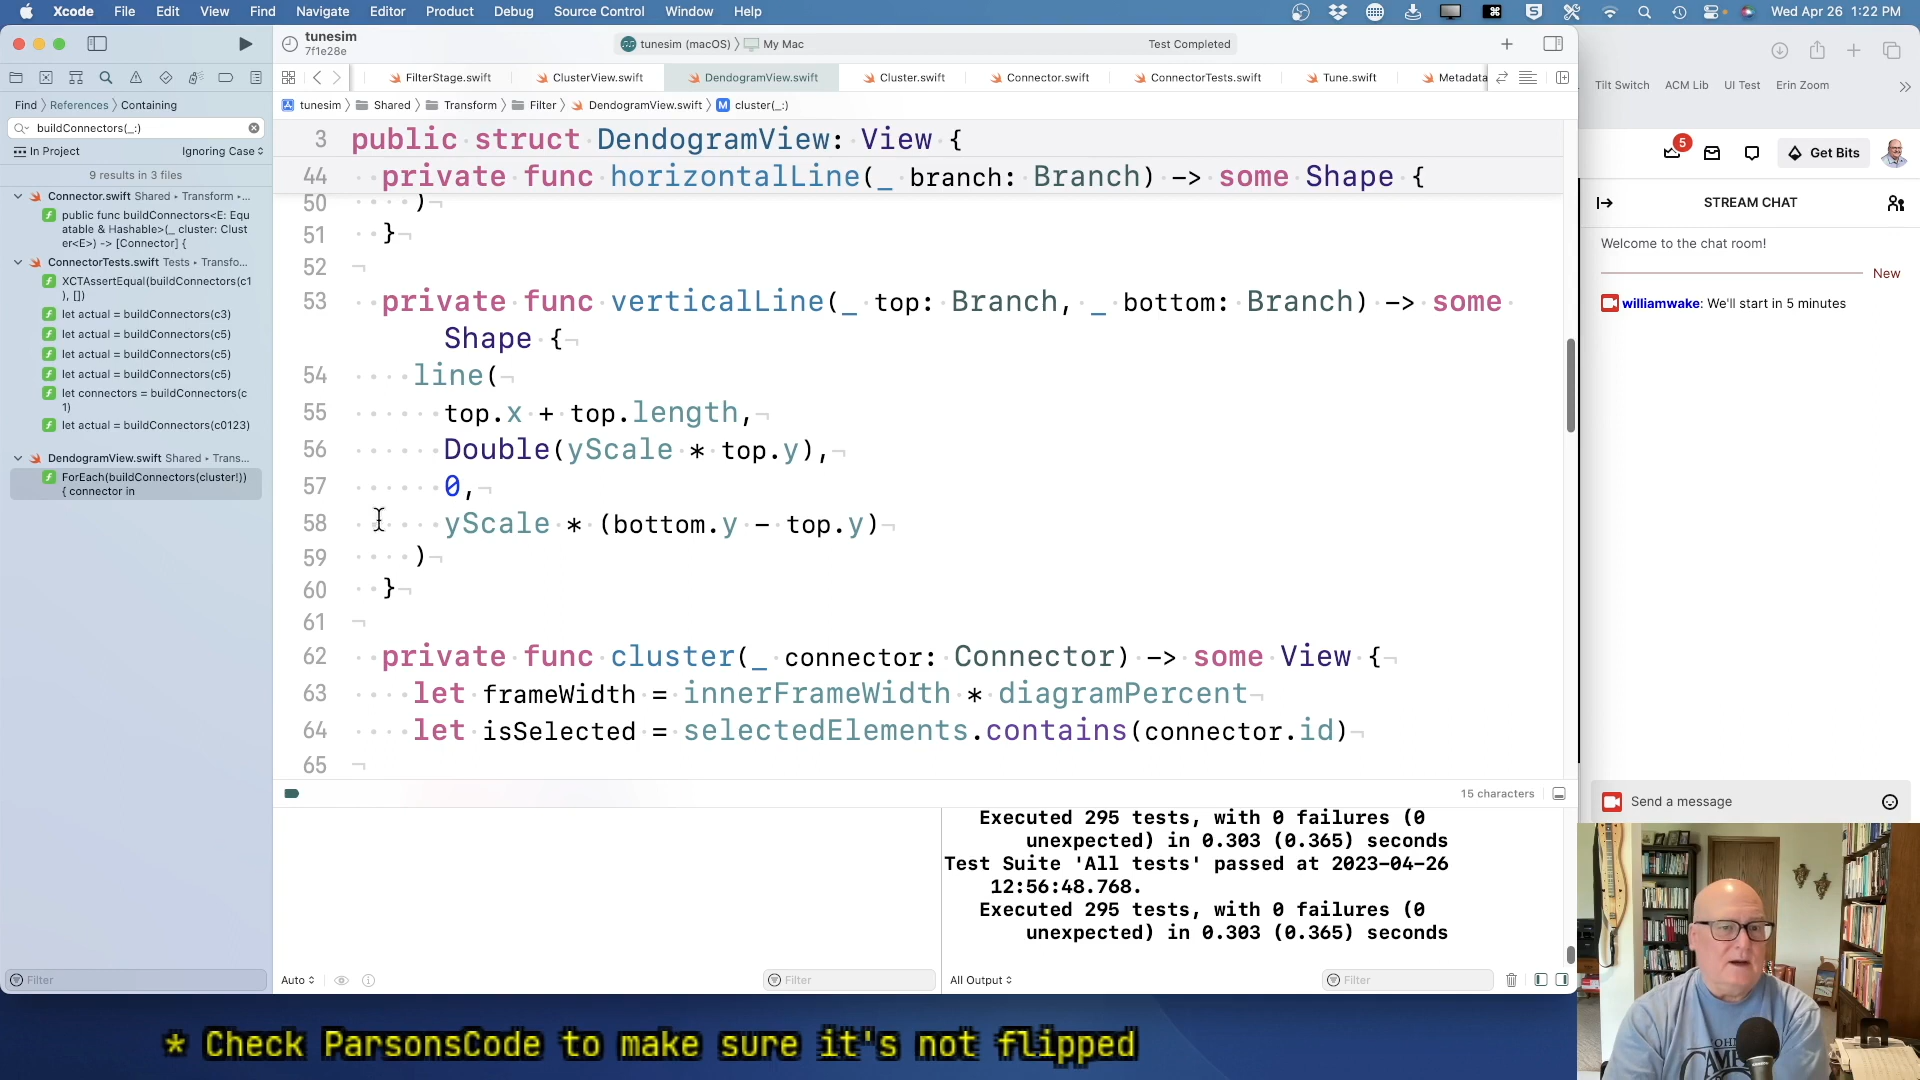 Xcode File Edit View Find Navigate Editor Product Debug Source Control Window Help Wed Apr 26 1:22 PM
tunesim
7f1e28e
tunesim (macOS) 〉 My Mac Test Completed
FilterStage.swift ClusterView.swift DendogramView.swift Cluster.swift Connector.swift ConnectorTests.swift Tune.swift Metadata
Tilt Switch ACM Lib UI Test Erin Zoom
Find 〉 References 〉 Containing
tunesim 〉 Shared 〉 Transform 〉 Filter 〉 DendogramView.swift 〉 M cluster(_:)
buildConnectors(_:)
In Project Ignoring Case
9 results in 3 files
Connector.swift Shared ▸ Transform ▸...
public func buildConnectors<E: Equ
atable & Hashable>(_ cluster: Clust
er<E>) -> [Connector] {
ConnectorTests.swift Tests ▸ Transfo...
XCTAssertEqual(buildConnectors(c1
), [])
let actual = buildConnectors(c3)
let actual = buildConnectors(c5)
let actual = buildConnectors(c5)
let actual = buildConnectors(c5)
let connectors = buildConnectors(c
1)
let actual = buildConnectors(c0123)
DendogramView.swift Shared ▸ Trans...
ForEach(buildConnectors(cluster!))
{ connector in
3 public struct DendogramView: View {
44 private func horizontalLine(_ branch: Branch) -> some Shape {
50 )
51 }
52
53 private func verticalLine(_ top: Branch, _ bottom: Branch) -> some
Shape {
54 line(
55 top.x + top.length,
56 Double(yScale * top.y),
57 0,
58 yScale * (bottom.y - top.y)
59 )
60 }
61
62 private func cluster(_ connector: Connector) -> some View {
63 let frameWidth = innerFrameWidth * diagramPercent
64 let isSelected = selectedElements.contains(connector.id)
65
15 characters
Executed 295 tests, with 0 failures (0
unexpected) in 0.303 (0.365) seconds
Test Suite 'All tests' passed at 2023-04-26
12:56:48.768.
Executed 295 tests, with 0 failures (0
unexpected) in 0.303 (0.365) seconds
Filter
Auto
Filter
All Output
Filter
5
Get Bits
STREAM CHAT
Welcome to the chat room!
New
williamwake: We'll start in 5 minutes
Send a message
* Check ParsonsCode to make sure it's not flipped